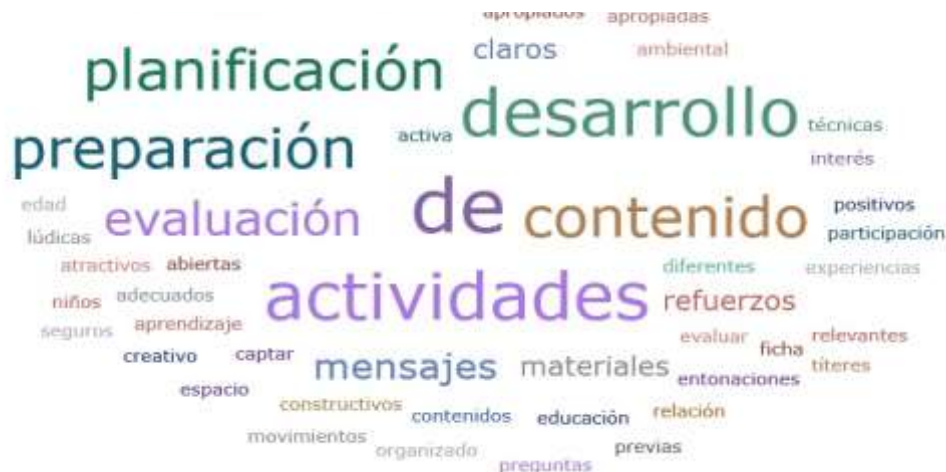 apropiados apropiadas
claros ambiental
planificación
desarrollo técnicas
preparación activa
interés
edad evaluación de contenido positivos
lúdicas participación
atractivos abiertas diferentes experiencias
niños adecuados actividades refuerzos
seguros aprendizaje evaluar relevantes
creativo captar ficha
mensajes materiales títeres
espacio entonaciones
constructivos contenidos educación relación
movimientos organizado previas
preguntas